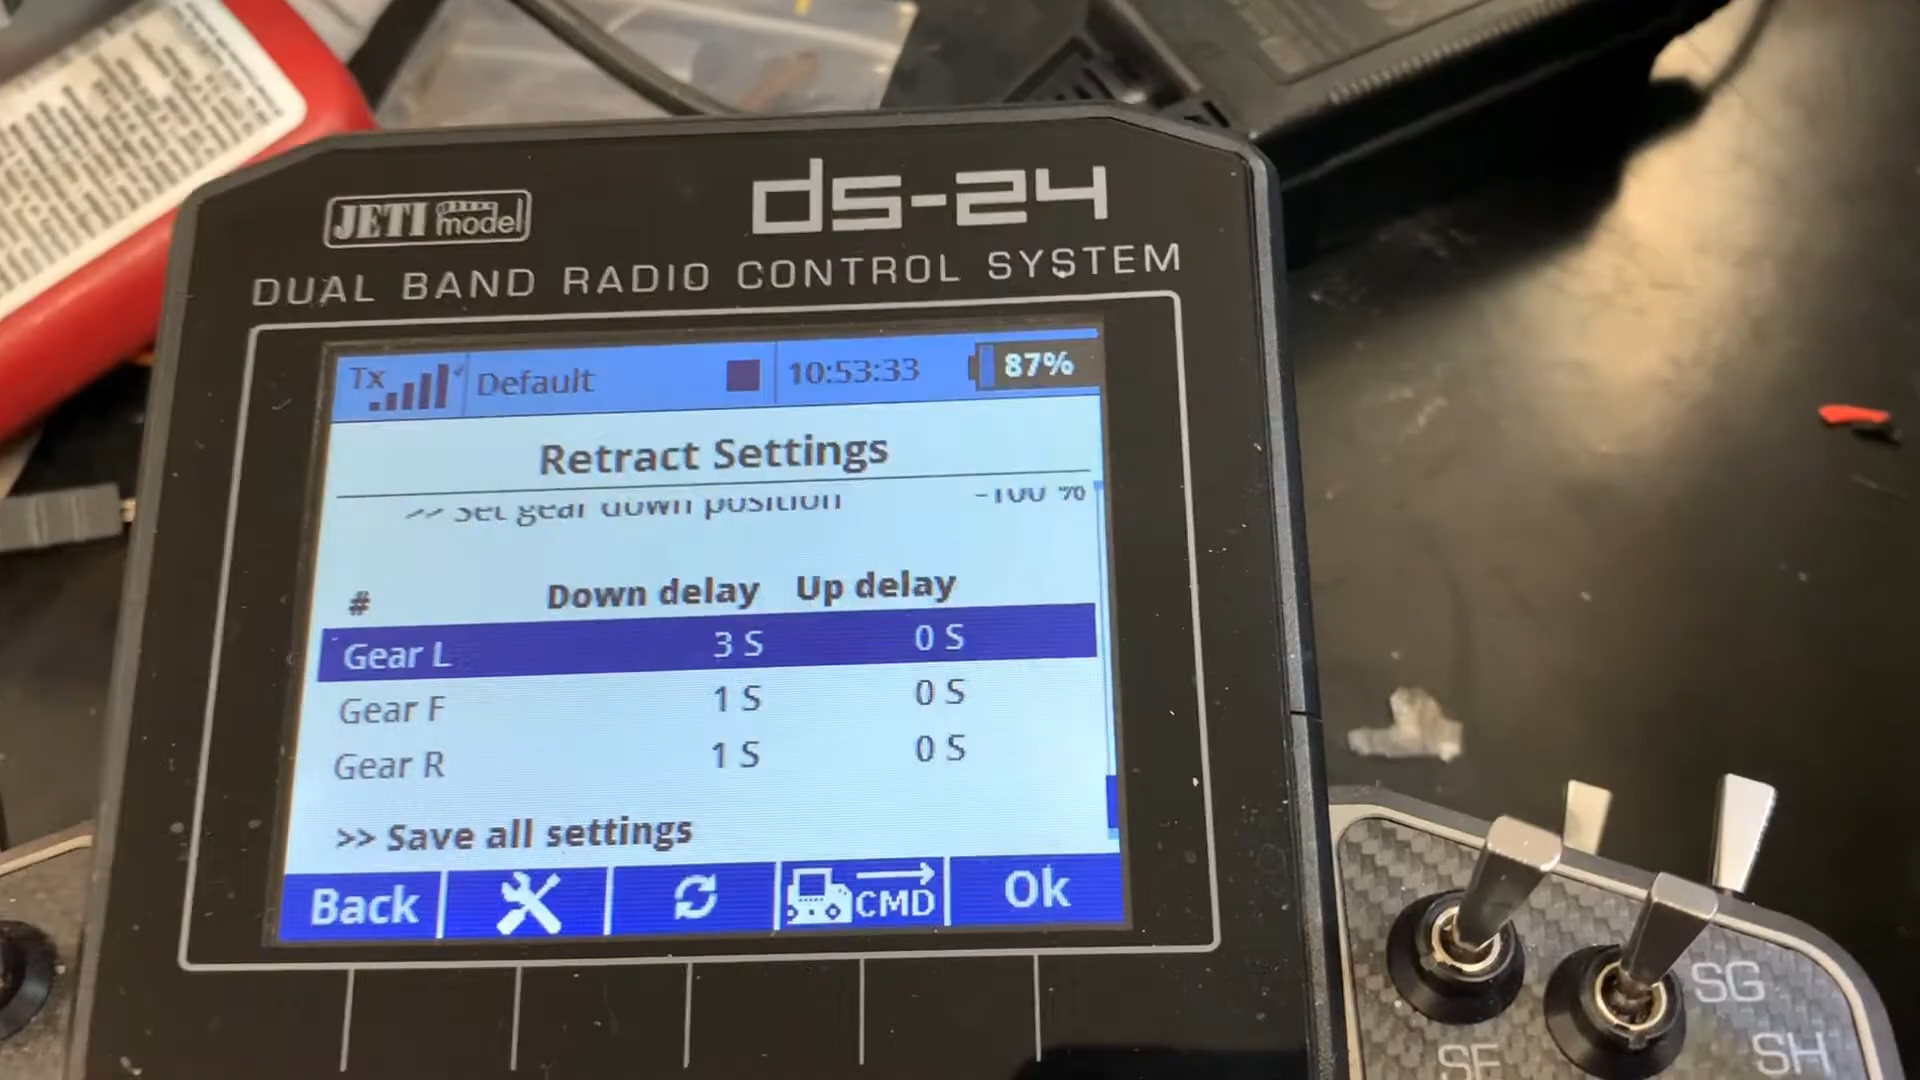 JETI model
ds-24
DUAL BAND RADIO CONTROL SYSTEM
Tx Default 10:53:33 87%
Retract Settings
>> Set gear down position -100 %
# Down delay Up delay
Gear L 3 S 0 S
Gear F 1 S 0 S
Gear R 1 S 0 S
>> Save all settings
Back CMD Ok
SG
SH